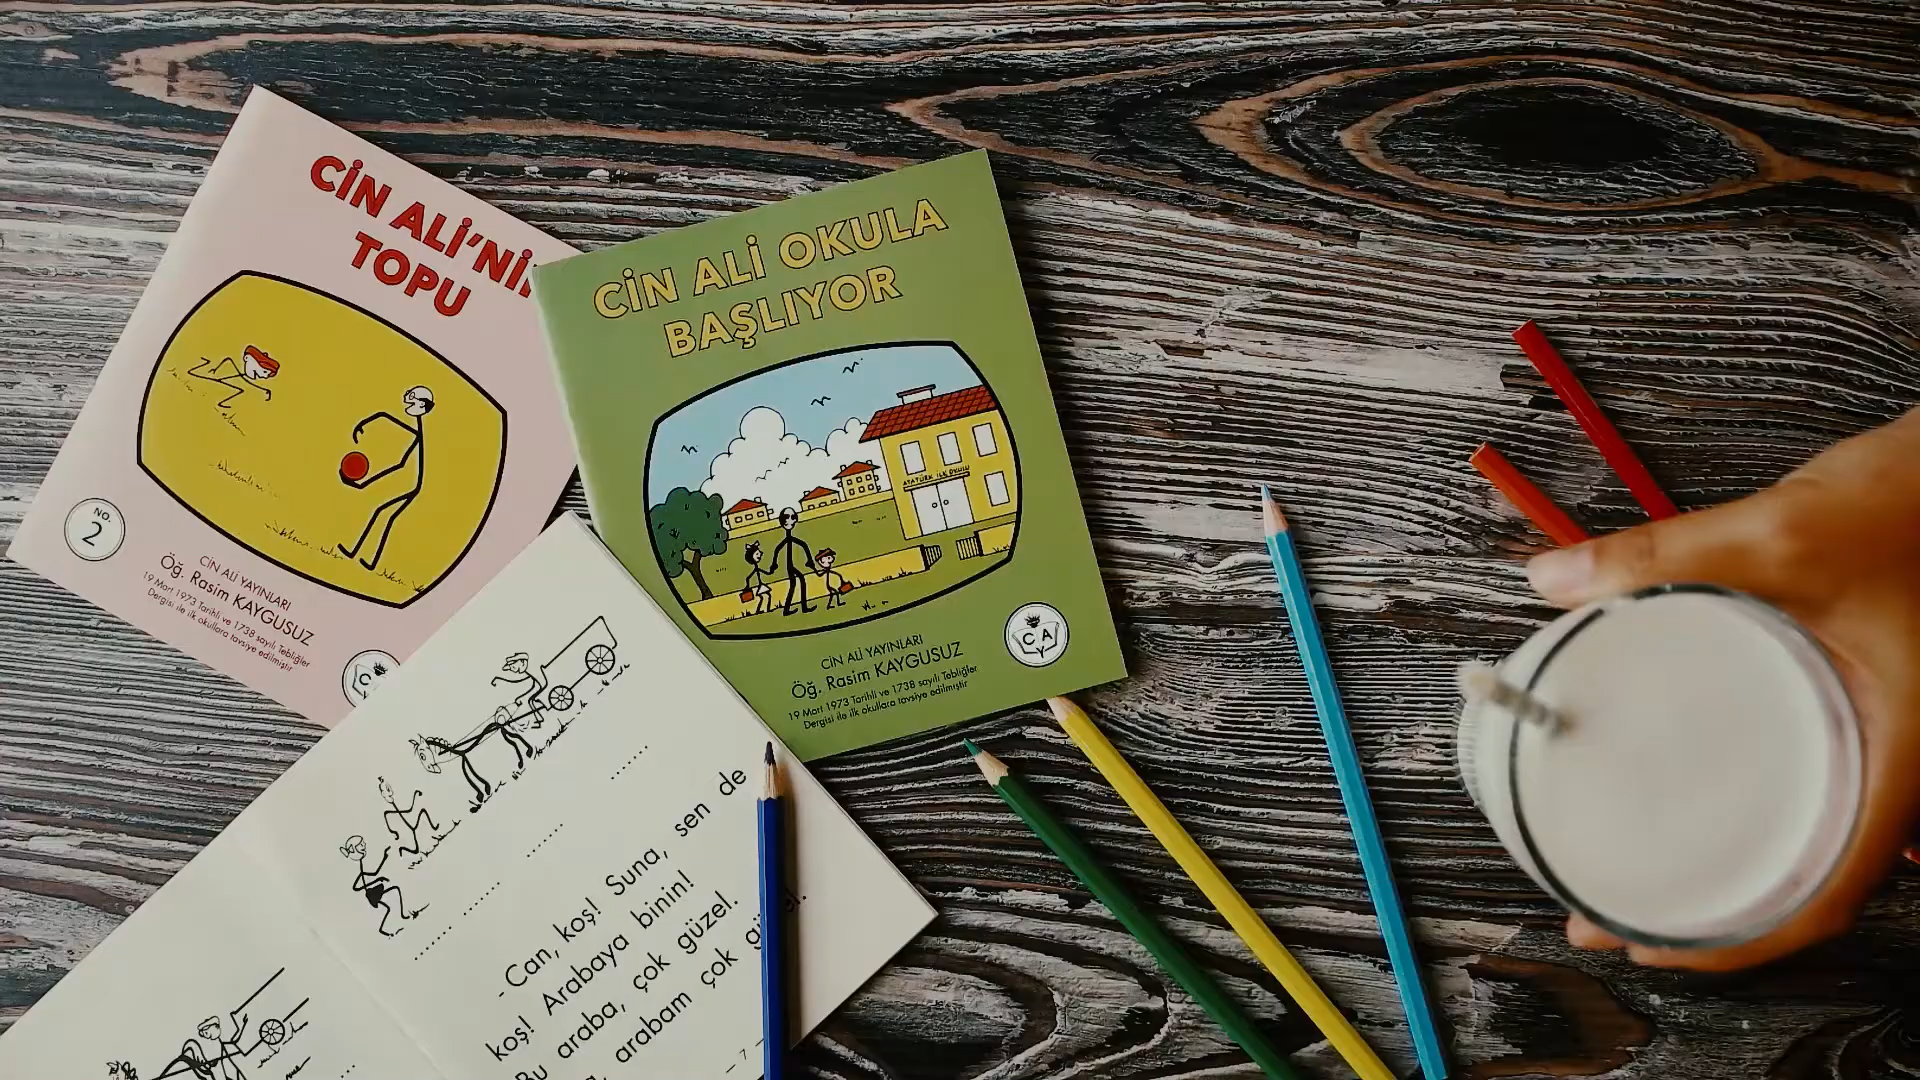 CİN ALİ'Nİ
TOPU
NO.
2
CİN ALİ YAYINLARI
Öğ. Rasim KAYGUSUZ
19 Mart 1973 Tarihli ve 1738 sayılı Tebliğler
Dergisi ile ilk okullara tavsiye edilmiştir
CİN ALİ OKULA
BAŞLIYOR
ATATÜRK İLK OKULU
CİN ALİ YAYINLARI
Öğ. Rasim KAYGUSUZ
19 Mart 1973 Tarihli ve 1738 sayılı Tebliğler
Dergisi ile ilk okullara tavsiye edilmiştir
C A
Y
- Can, koş! Suna, sen de
koş! Arabaya binin!
Bu araba, çok güzel.
arabam çok
- 7 -